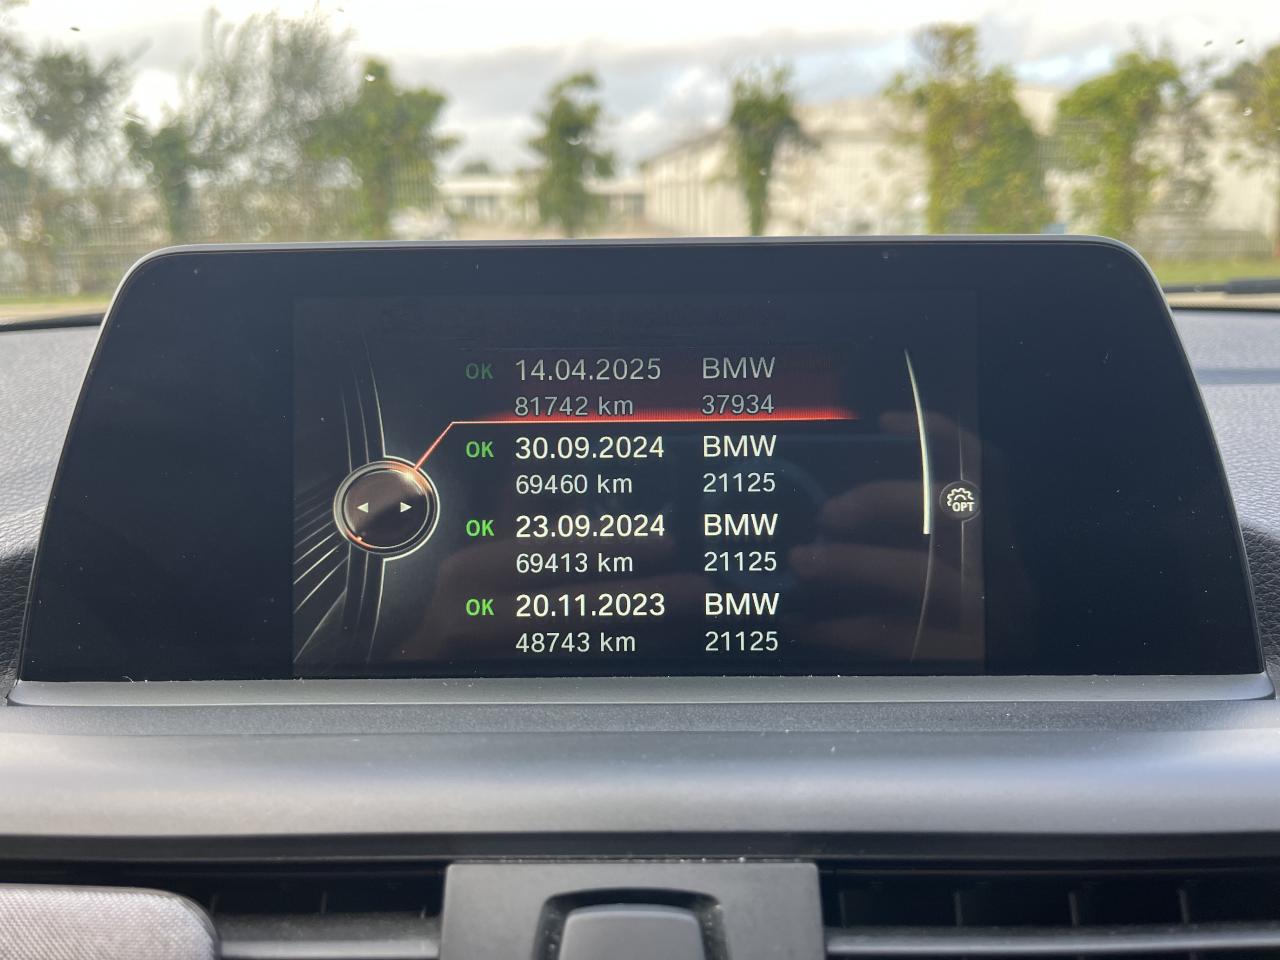 OK 14.04.2025 BMW
81742 km 37934
OK 30.09.2024 BMW
69460 km 21125
OK 23.09.2024 BMW
69413 km 21125
OK 20.11.2023 BMW
48743 km 21125
OPT